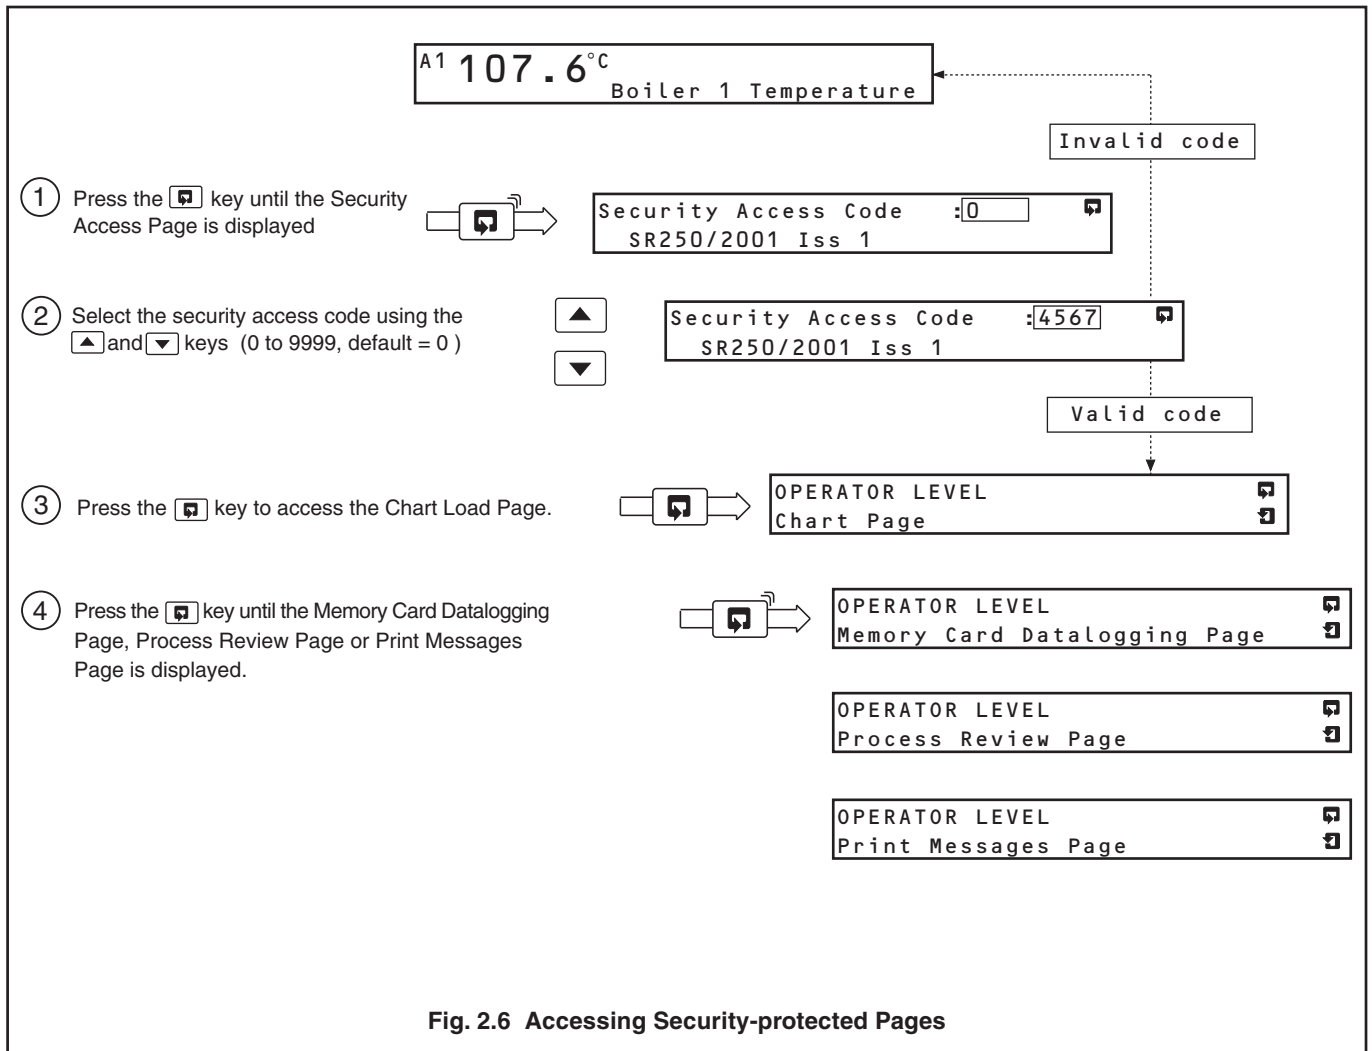 A1 107.6°C
Boiler 1 Temperature
Invalid code
1 Press the key until the Security
Access Page is displayed
Security Access Code :0
SR250/2001 Iss 1
2 Select the security access code using the
▲ and ▼ keys (0 to 9999, default = 0 )
▲
▼
Security Access Code :4567
SR250/2001 Iss 1
Valid code
3 Press the key to access the Chart Load Page.
OPERATOR LEVEL
Chart Page
4 Press the key until the Memory Card Datalogging
Page, Process Review Page or Print Messages
Page is displayed.
OPERATOR LEVEL
Memory Card Datalogging Page
OPERATOR LEVEL
Process Review Page
OPERATOR LEVEL
Print Messages Page
Fig. 2.6 Accessing Security-protected Pages